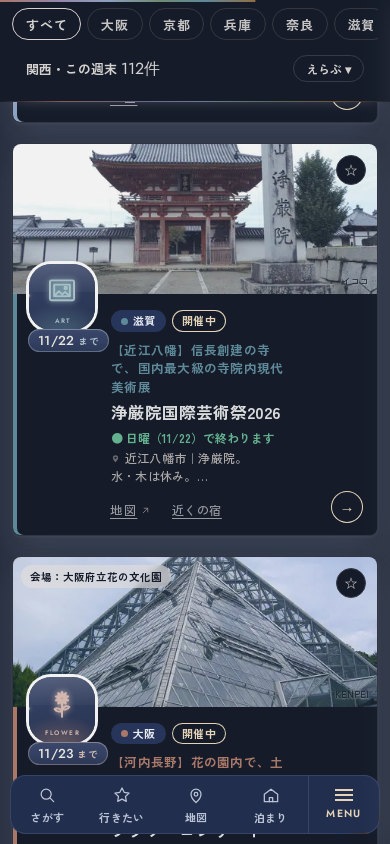 すべて
大阪
京都
兵庫
奈良
滋賀
関西・この週末 112件
えらぶ ▾
浄厳院
ART
11/22 まで
滋賀
開催中
【近江八幡】信長創建の寺
で、国内最大級の寺院内現代
美術展
浄厳院国際芸術祭2026
日曜（11/22）で終わります
近江八幡市｜浄厳院。
水・木は休み。…
地図 ↗
近くの宿
→
会場：大阪府立花の文化園
KENPEI
FLOWER
11/23 まで
大阪
開催中
【河内長野】花の園内で、土
さがす
行きたい
地図
泊まり
MENU